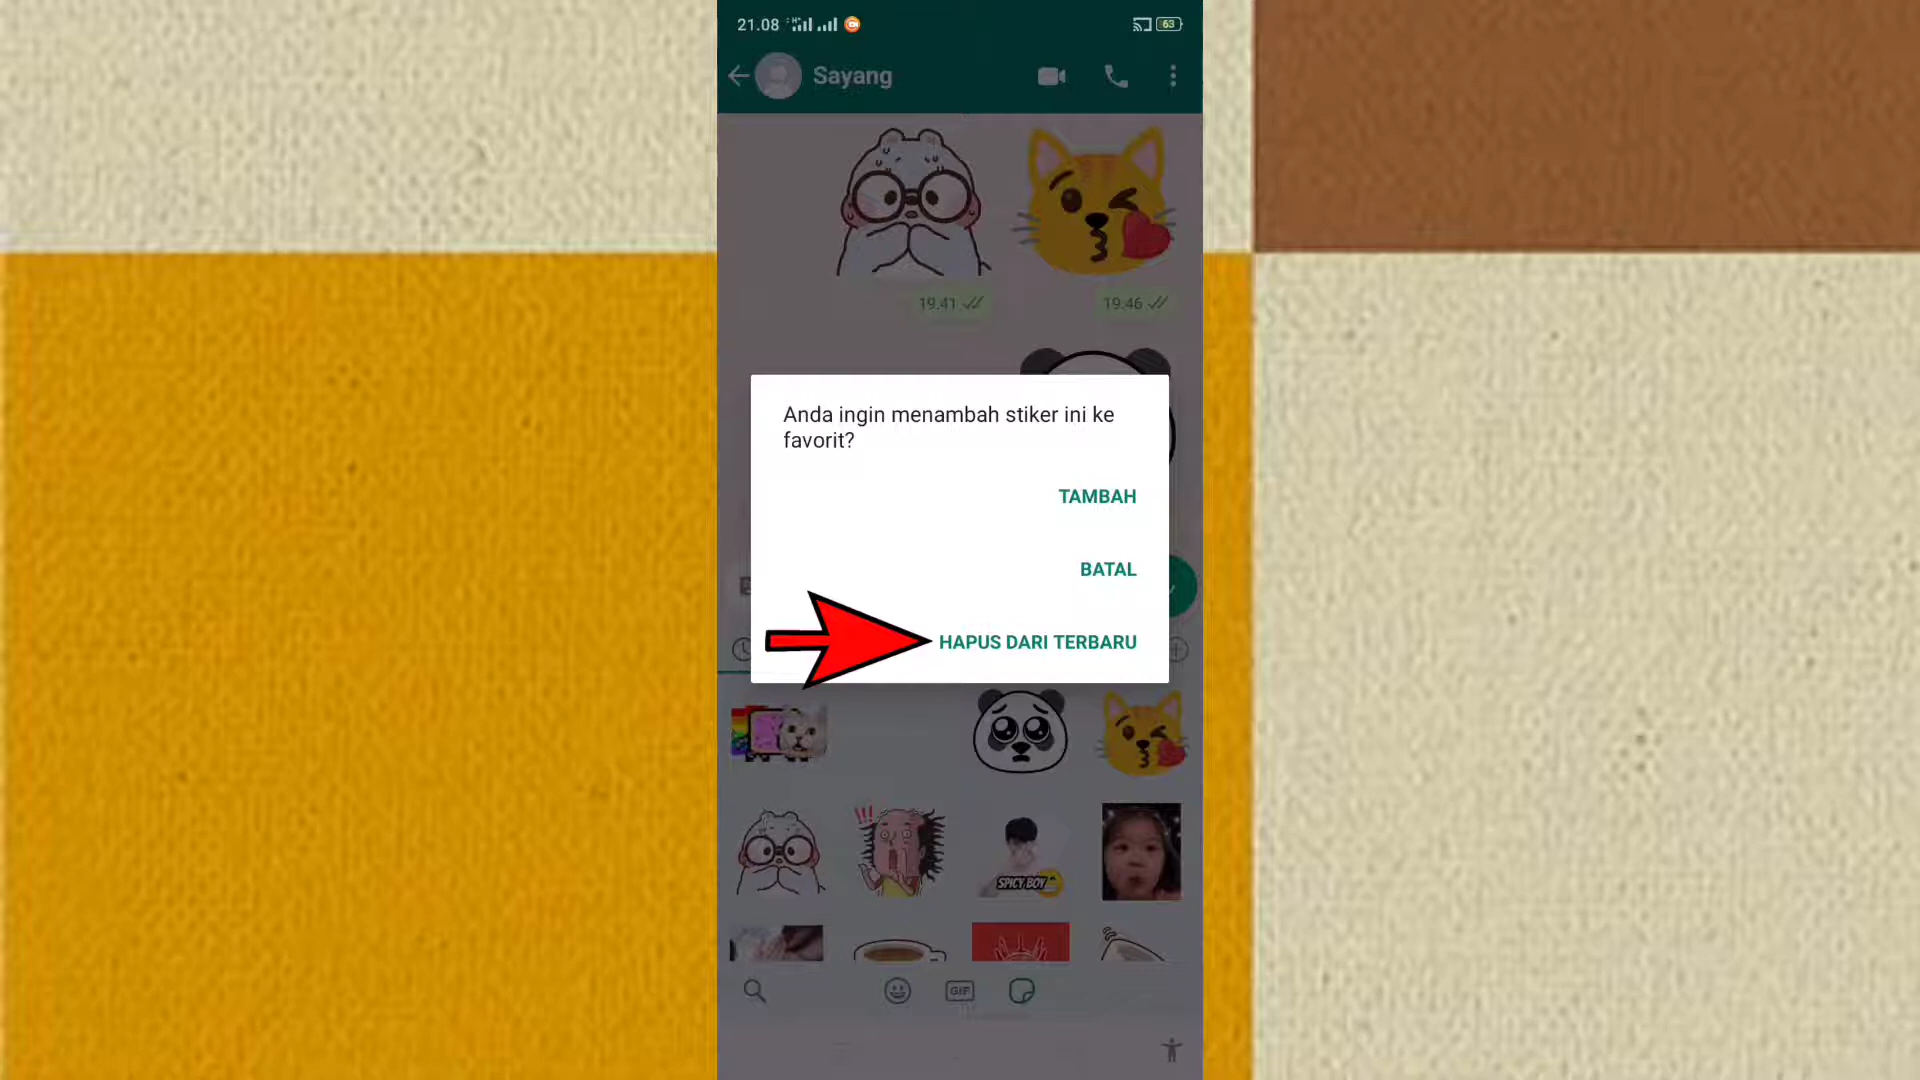 21.08
63
Sayang
19.41
19.46
Anda ingin menambah stiker ini ke
favorit?
TAMBAH
BATAL
HAPUS DARI TERBARU
SPICY BOY
GIF